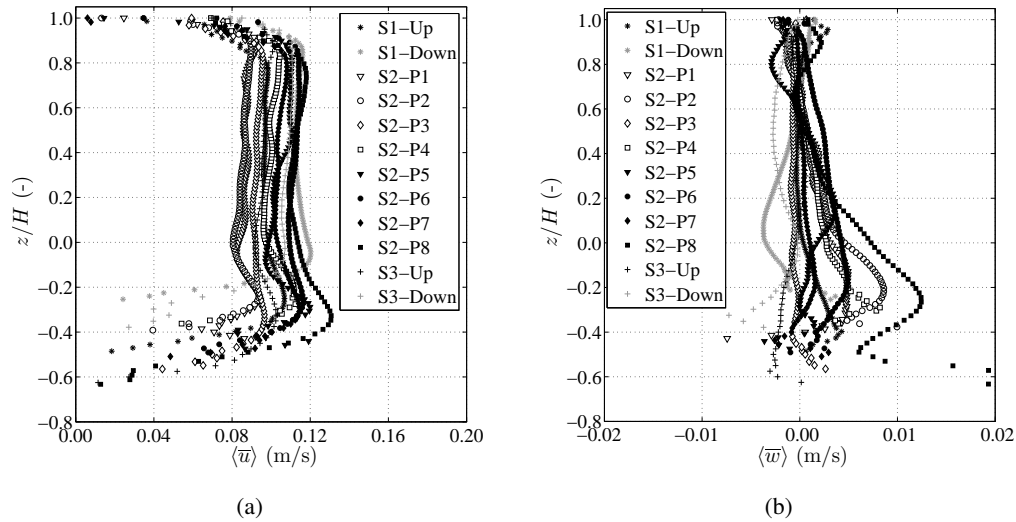 1.0
0.8
0.6
0.4
0.2
0.0
−0.2
−0.4
−0.6
−0.8
z/H (-)
0.00
0.04
0.08
0.12
0.16
0.20
⟨u̅⟩ (m/s)
S1−Up
S1−Down
S2−P1
S2−P2
S2−P3
S2−P4
S2−P5
S2−P6
S2−P7
S2−P8
S3−Up
S3−Down
(a)
1.0
0.8
0.6
0.4
0.2
0.0
−0.2
−0.4
−0.6
−0.8
z/H (-)
−0.02
−0.01
0.00
0.01
0.02
⟨w̅⟩ (m/s)
S1−Up
S1−Down
S2−P1
S2−P2
S2−P3
S2−P4
S2−P5
S2−P6
S2−P7
S2−P8
S3−Up
S3−Down
(b)